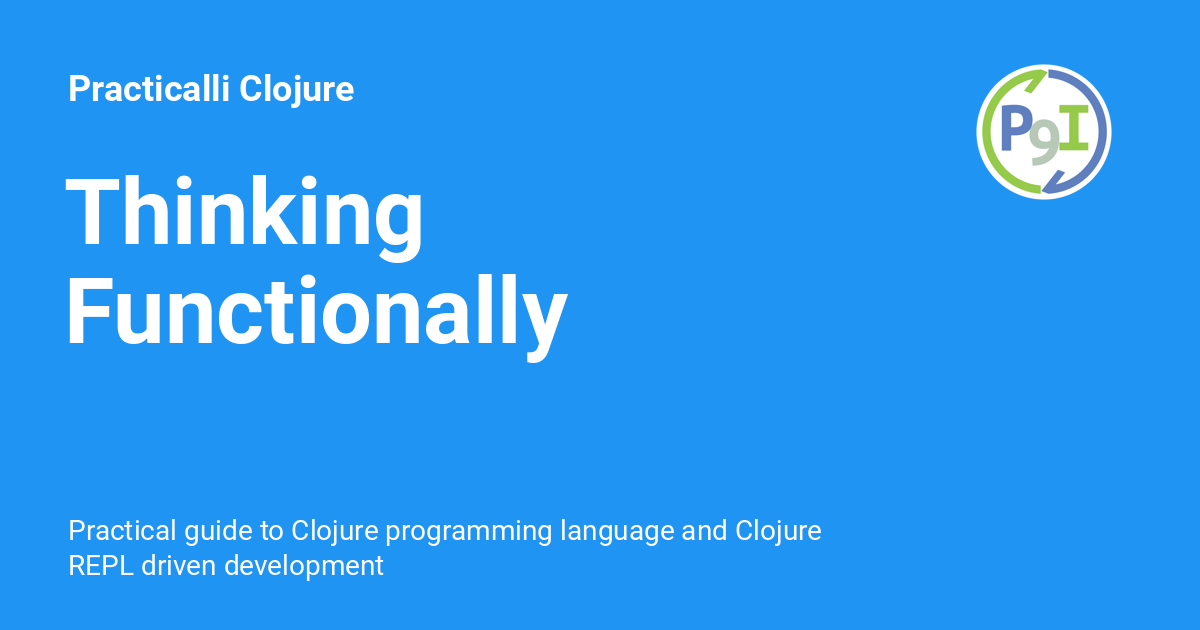 Practicalli Clojure
P9I
Thinking
Functionally
Practical guide to Clojure programming language and Clojure
REPL driven development